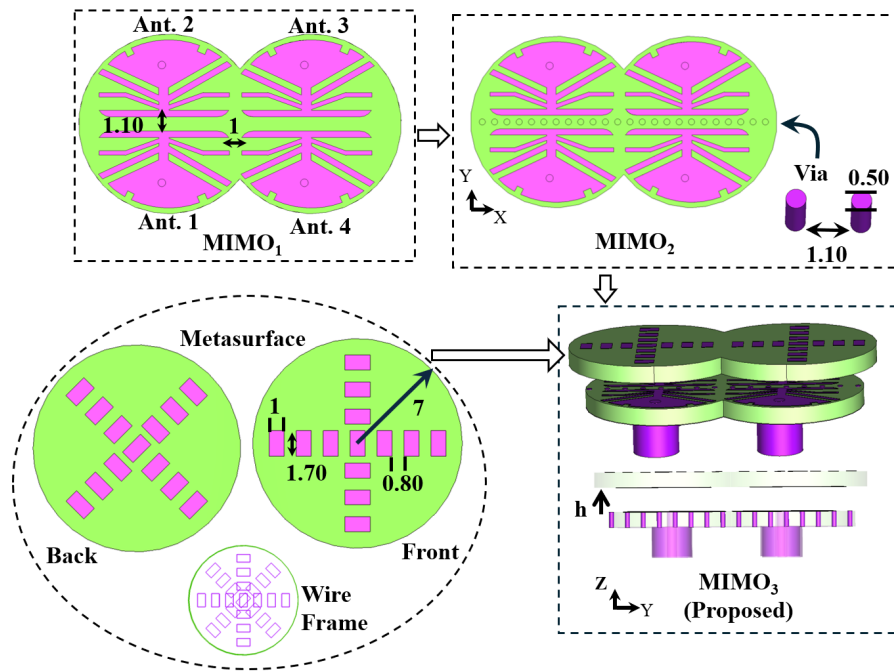 Ant. 2
Ant. 3
1.10
1
Ant. 1
Ant. 4
MIMO₁
Y
X
MIMO₂
Via
0.50
1.10
Metasurface
1
7
1.70
0.80
Back
Front
Wire
Frame
h
Z
Y
MIMO₃
(Proposed)